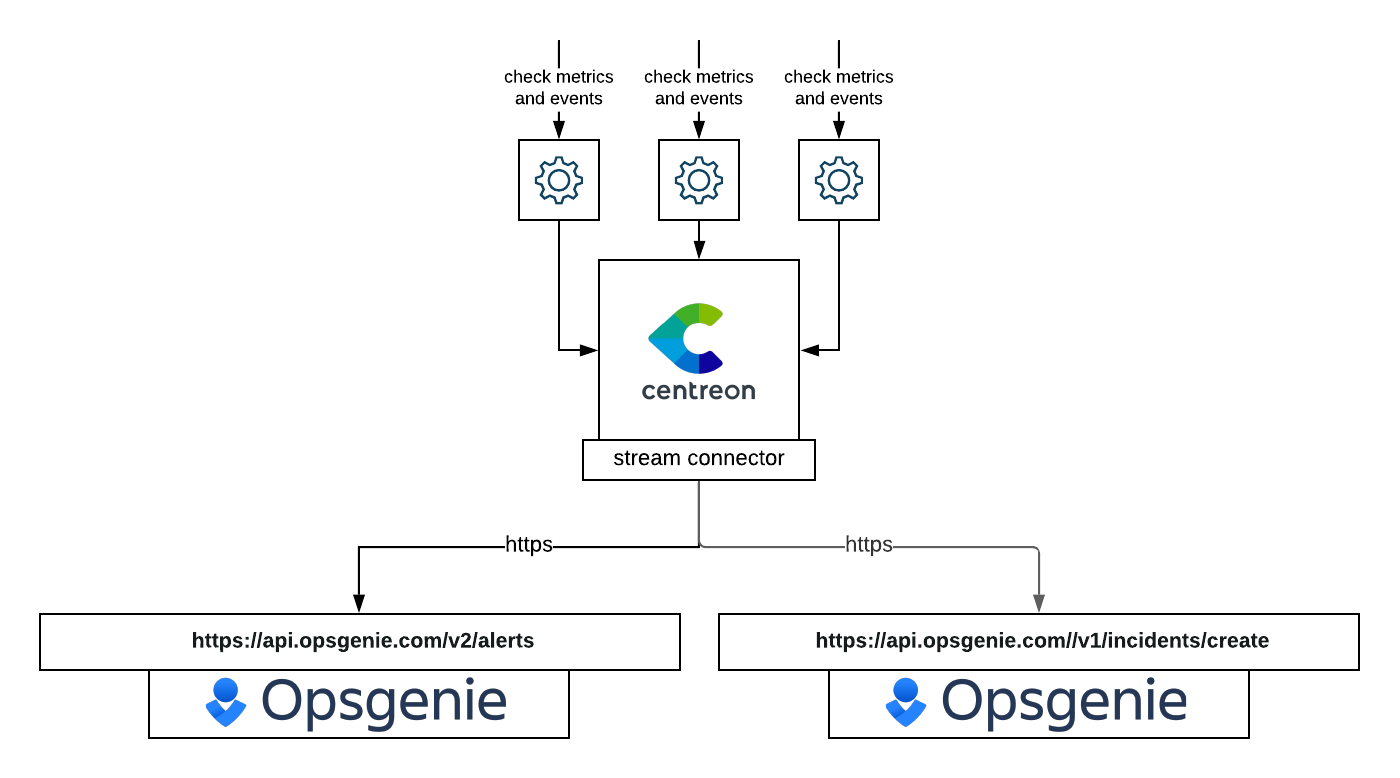 check metrics
and events
check metrics
and events
check metrics
and events
centreon
stream connector
https
https
https://api.opsgenie.com/v2/alerts
https://api.opsgenie.com//v1/incidents/create
Opsgenie
Opsgenie